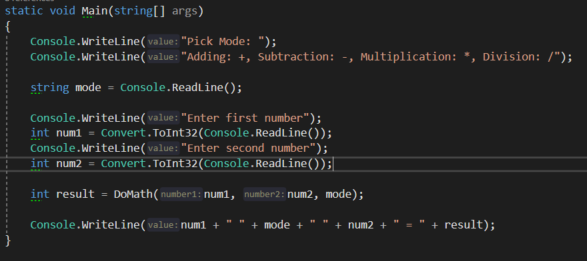 static void Main(string[] args)
{
Console.WriteLine(value:"Pick Mode: ");
Console.WriteLine(value:"Adding: +, Subtraction: -, Multiplication: *, Division: /");
string mode = Console.ReadLine();
Console.WriteLine(value:"Enter first number");
int num1 = Convert.ToInt32(Console.ReadLine());
Console.WriteLine(value:"Enter second number");
int num2 = Convert.ToInt32(Console.ReadLine());
int result = DoMath(number1:num1, number2:num2, mode);
Console.WriteLine(value:num1 + " " + mode + " " + num2 + " = " + result);
}